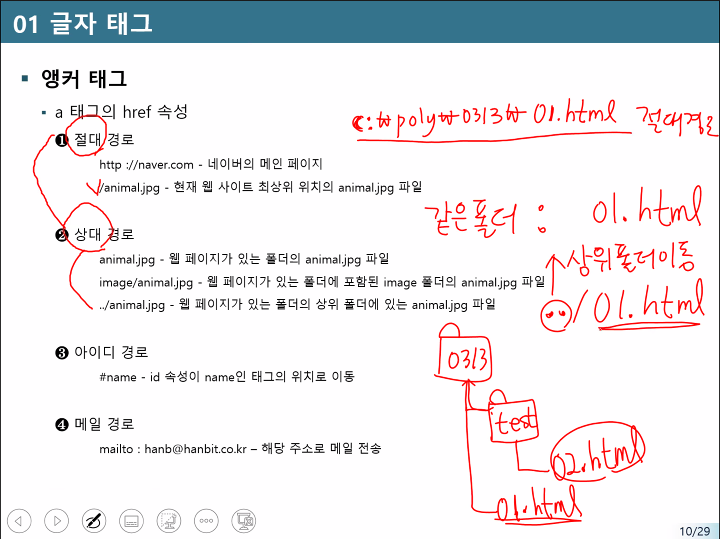 01 글자 태그
▪ 앵커 태그
▪ a 태그의 href 속성
❶ 절대 경로
http ://naver.com - 네이버의 메인 페이지
/animal.jpg - 현재 웹 사이트 최상위 위치의 animal.jpg 파일
❷ 상대 경로
animal.jpg - 웹 페이지가 있는 폴더의 animal.jpg 파일
image/animal.jpg - 웹 페이지가 있는 폴더에 포함된 image 폴더의 animal.jpg 파일
../animal.jpg - 웹 페이지가 있는 폴더의 상위 폴더에 있는 animal.jpg 파일
❸ 아이디 경로
#name - id 속성이 name인 태그의 위치로 이동
❹ 메일 경로
mailto : hanb@hanbit.co.kr – 해당 주소로 메일 전송
C:₩poly₩0313₩01.html 절대경로
같은폴더 : 01.html
↑상위폴더이동
../01.html
0313
test
02.html
01.html
10/29